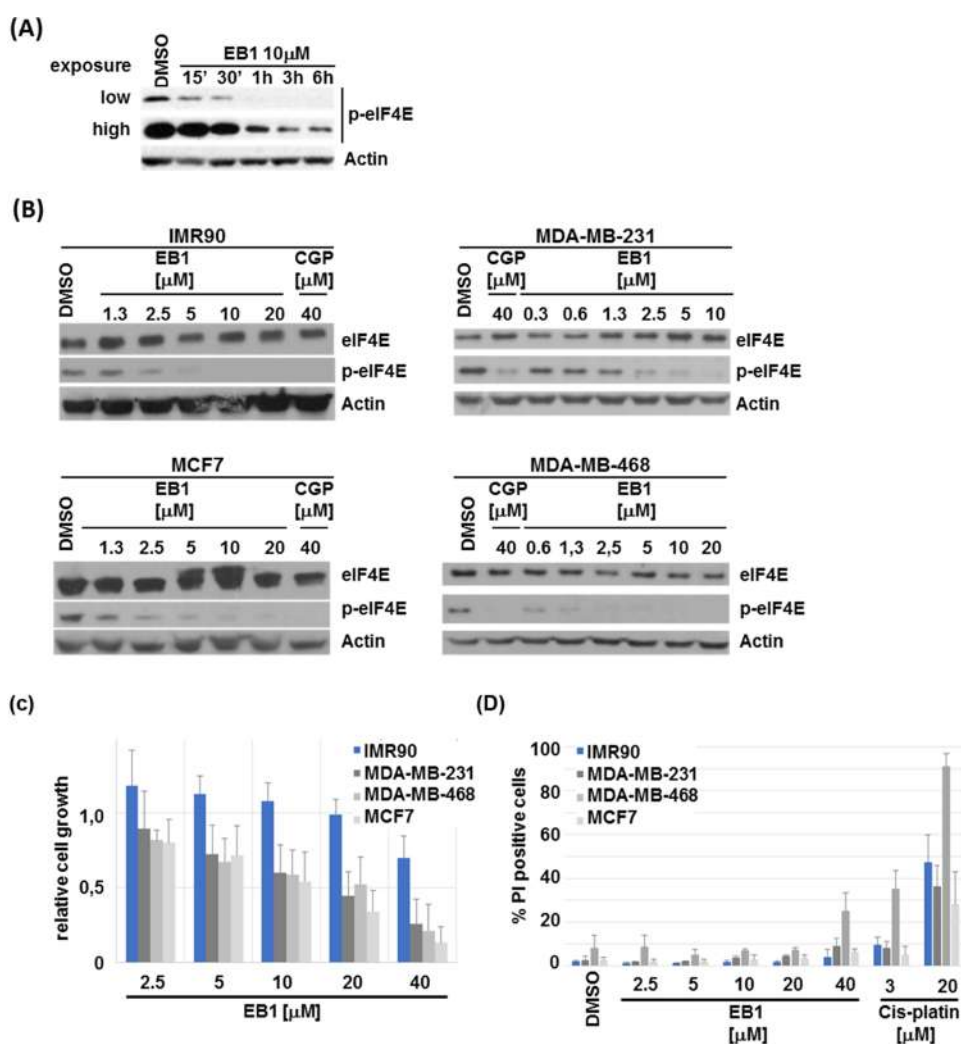 (A)
DMSO
EB1 10μM
exposure
15' 30' 1h 3h 6h
low
p-eIF4E
high
Actin
(B)
IMR90
DMSO
EB1
[μM]
CGP
[μM]
1.3 2.5 5 10 20 40
eIF4E
p-eIF4E
Actin
MDA-MB-231
DMSO
CGP
[μM]
EB1
[μM]
40 0.3 0.6 1.3 2.5 5 10
eIF4E
p-eIF4E
Actin
MCF7
DMSO
EB1
[μM]
CGP
[μM]
1.3 2.5 5 10 20 40
eIF4E
p-eIF4E
Actin
MDA-MB-468
DMSO
CGP
[μM]
EB1
[μM]
40 0.6 1,3 2,5 5 10 20
eIF4E
p-eIF4E
Actin
(c)
relative cell growth
1,0
0,5
0
IMR90
MDA-MB-231
MDA-MB-468
MCF7
2.5 5 10 20 40
EB1 [μM]
(D)
% PI positive cells
100
80
60
40
20
10
0
IMR90
MDA-MB-231
MDA-MB-468
MCF7
DMSO
2.5 5 10 20 40 3 20
EB1
[μM]
Cis-platin
[μM]